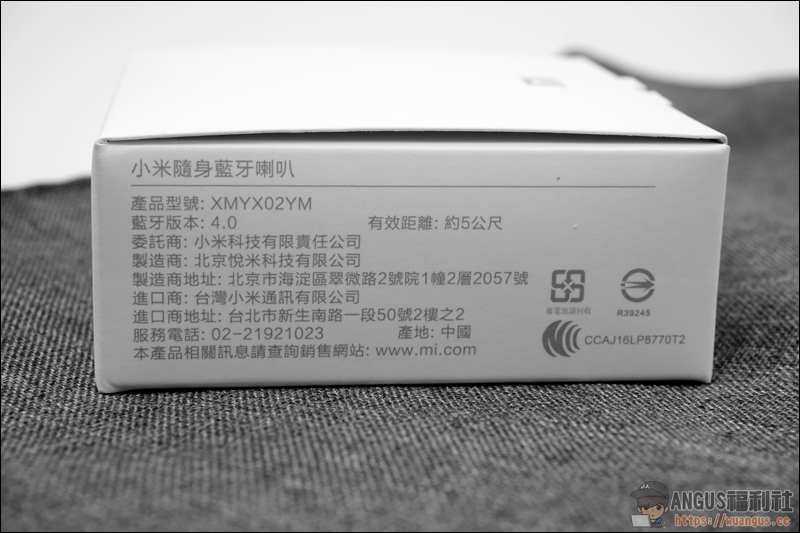 小米隨身藍牙喇叭
產品型號: XMYX02YM
藍牙版本: 4.0 有效距離: 約5公尺
委託商: 小米科技有限責任公司
製造商: 北京悅米科技有限公司
製造商地址: 北京市海淀區翠微路2號院1幢2層2057號
進口商: 台灣小米通訊有限公司
進口商地址: 台北市新生南路一段50號2樓之2
服務電話: 02-21921023 產地: 中國
本產品相關訊息請查詢銷售網站: www.mi.com
廢電池請回收
R39245
CCAJ16LP8770T2
ANGUS福利社
https://wuangus.cc